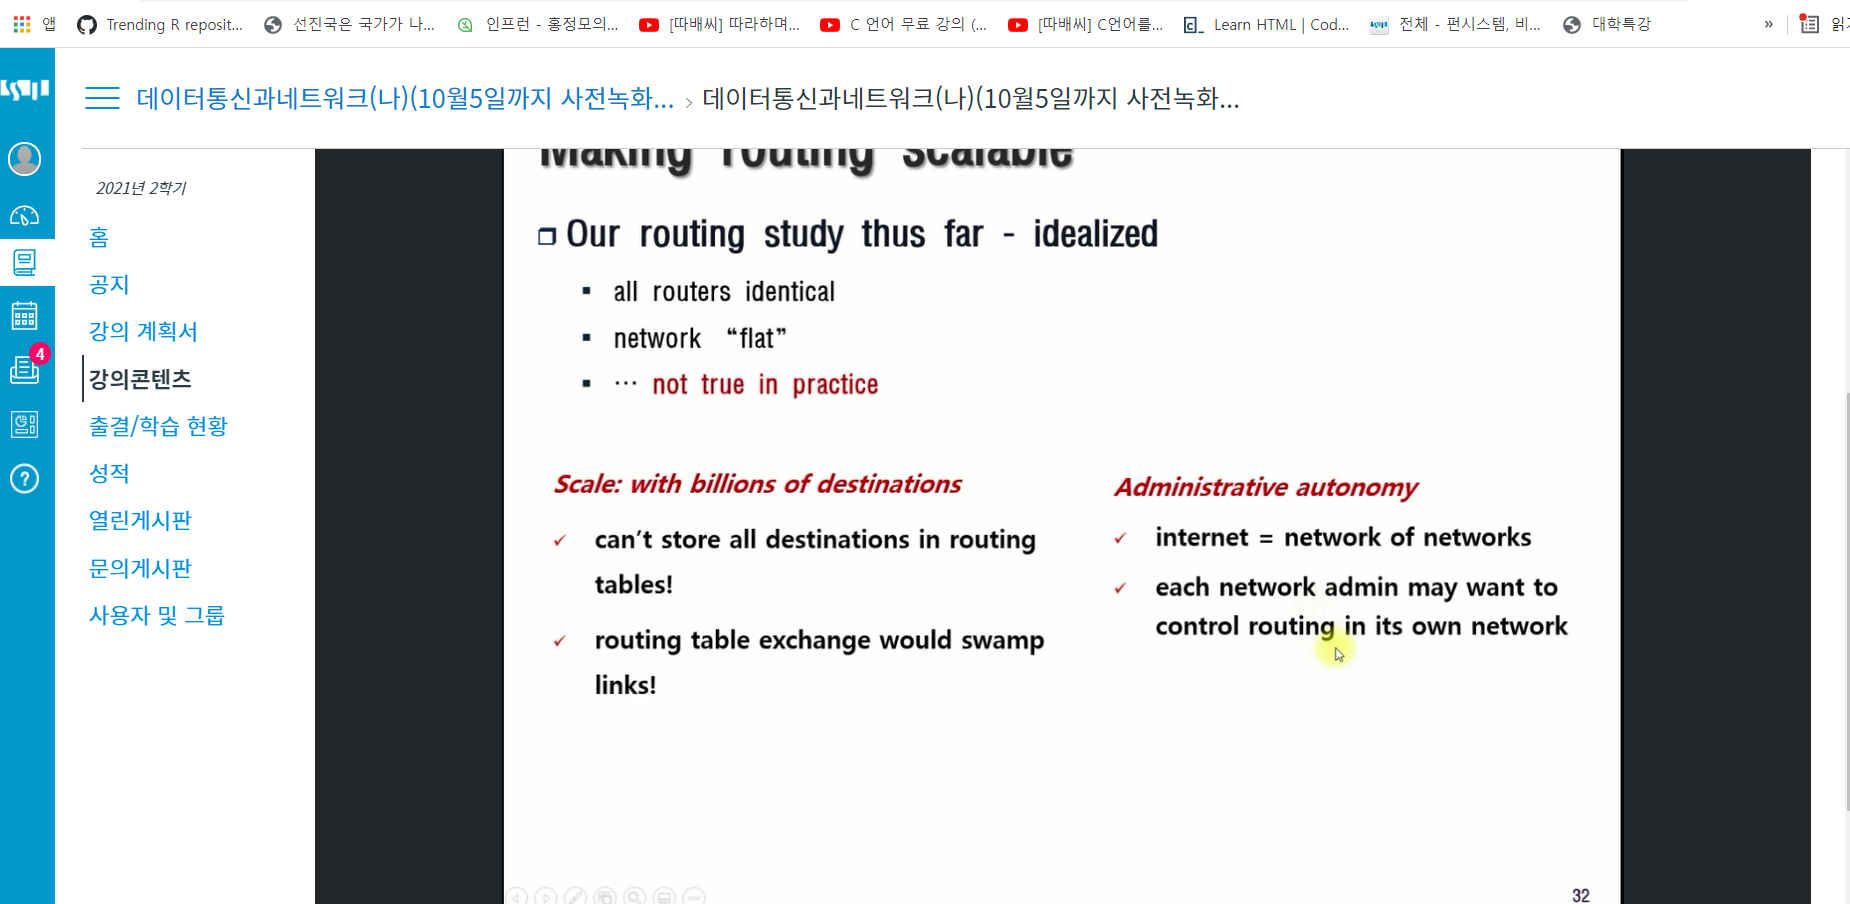 앱 Trending R reposit... 선진국은 국가가 나... 인프런 - 홍정모의... [따배씨] 따라하며... C 언어 무료 강의 (... [따배씨] C언어를... Learn HTML | Cod... 전체 - 펀시스템, 비... 대학특강 »
데이터통신과네트워크(나)(10월5일까지 사전녹화... > 데이터통신과네트워크(나)(10월5일까지 사전녹화...
2021년 2학기
홈
공지
강의 계획서
강의콘텐츠
출결/학습 현황
성적
열린게시판
문의게시판
사용자 및 그룹
4
Making routing scalable
Our routing study thus far - idealized
▪ all routers identical
▪ network “flat”
▪ ... not true in practice
Scale: with billions of destinations
✓ can’t store all destinations in routing
tables!
✓ routing table exchange would swamp
links!
Administrative autonomy
✓ internet = network of networks
✓ each network admin may want to
control routing in its own network
32